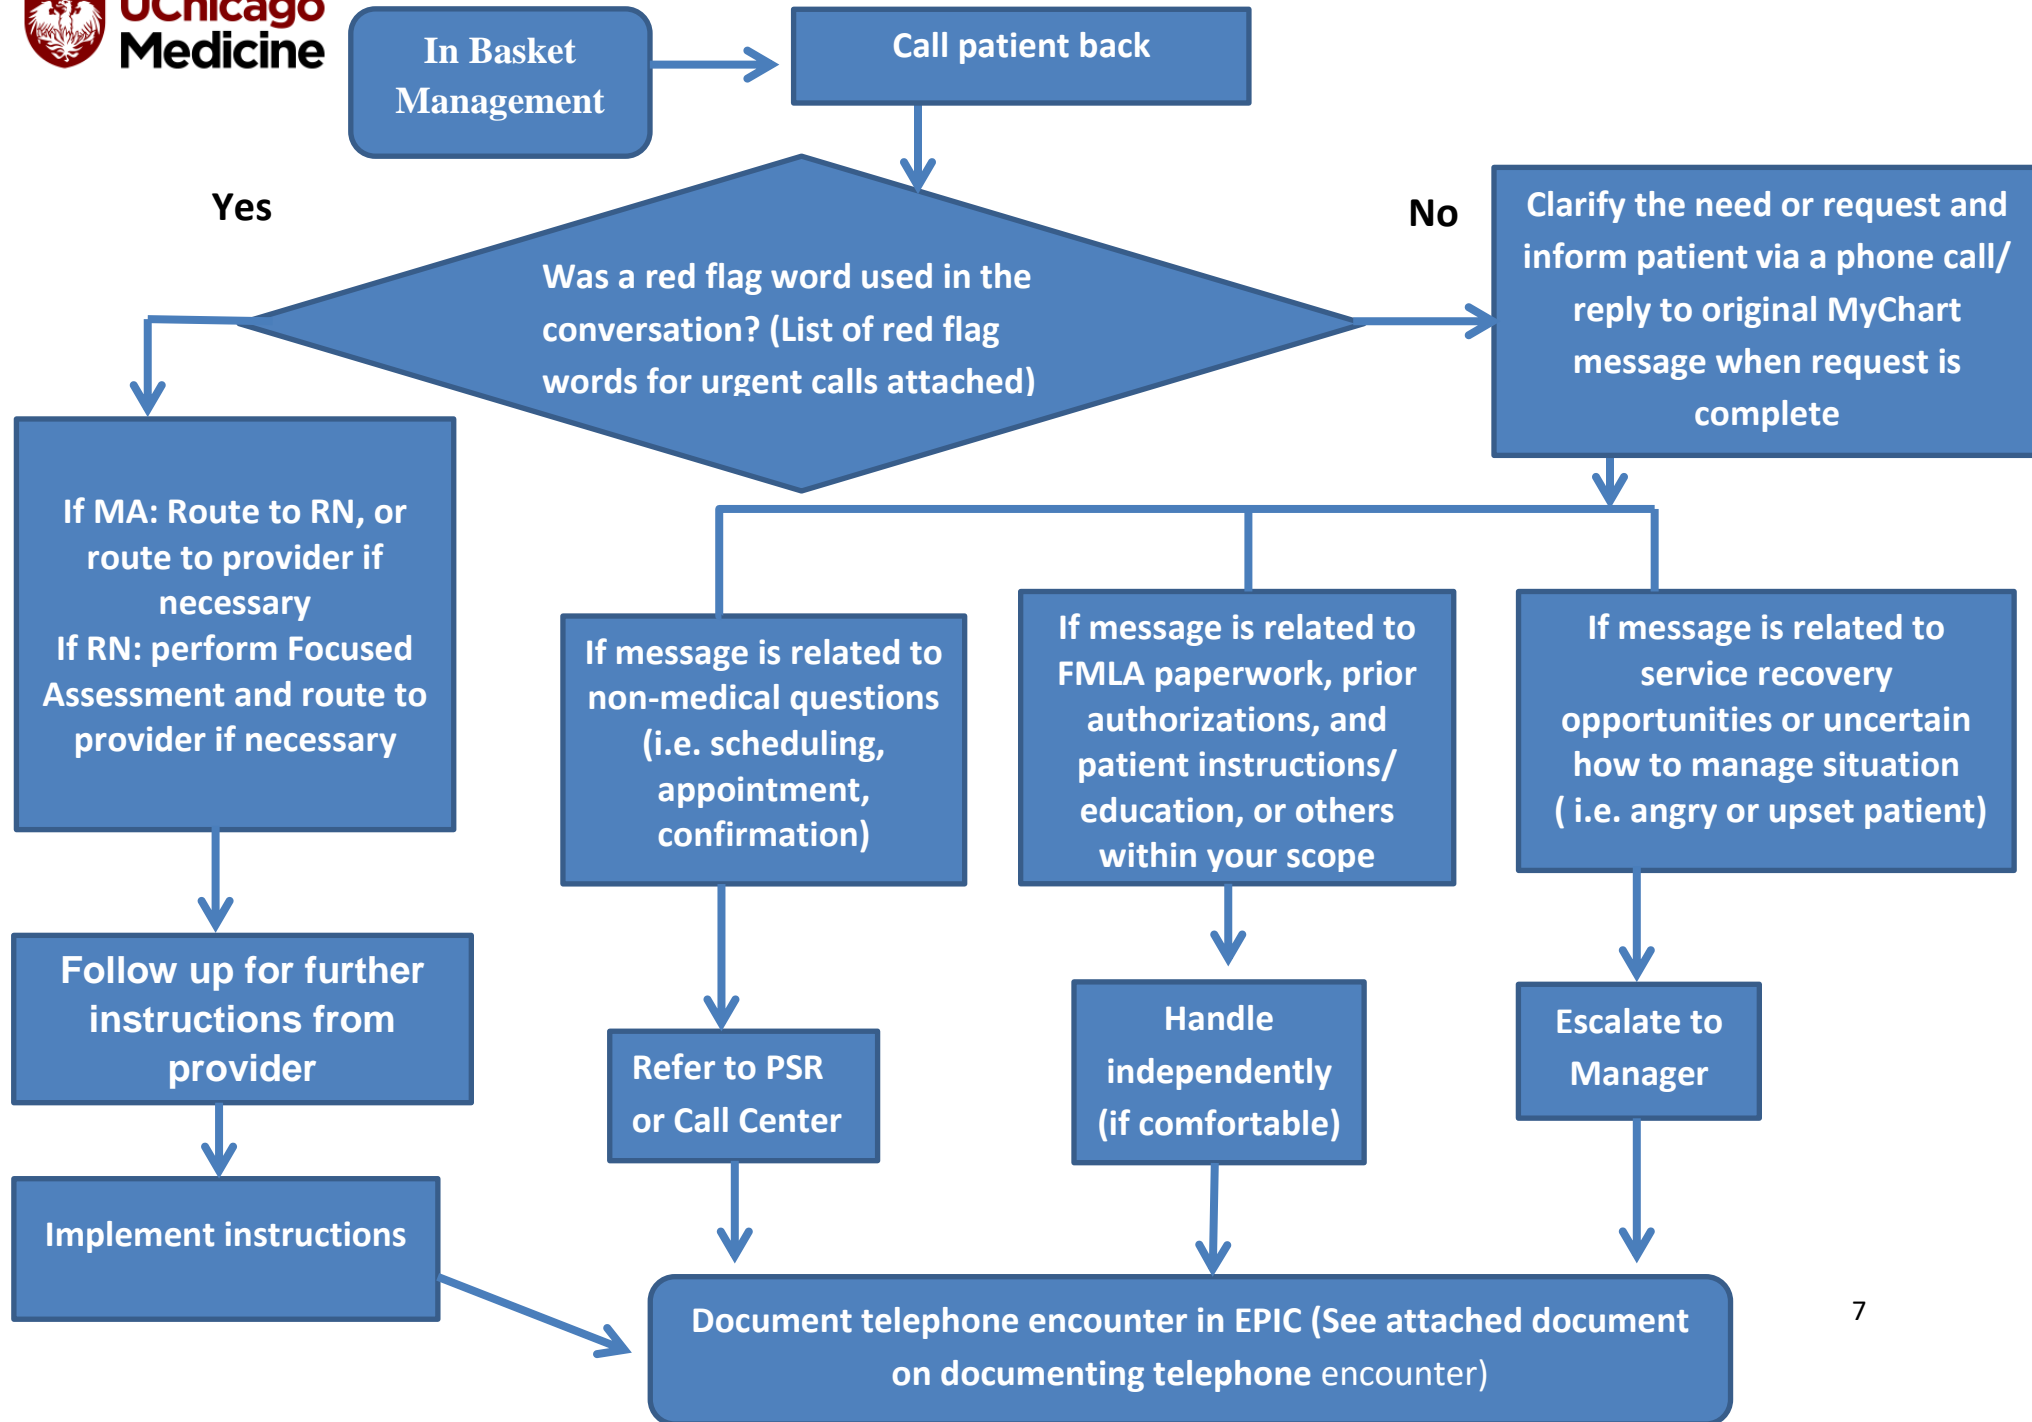 UChicago
Medicine
In Basket
Management
Call patient back
Yes
No
Was a red flag word used in the
conversation? (List of red flag
words for urgent calls attached)
Clarify the need or request and
inform patient via a phone call/
reply to original MyChart
message when request is
complete
If MA: Route to RN, or
route to provider if
necessary
If RN: perform Focused
Assessment and route to
provider if necessary
If message is related to
non-medical questions
(i.e. scheduling,
appointment,
confirmation)
If message is related to
FMLA paperwork, prior
authorizations, and
patient instructions/
education, or others
within your scope
If message is related to
service recovery
opportunities or uncertain
how to manage situation
( i.e. angry or upset patient)
Follow up for further
instructions from
provider
Refer to PSR
or Call Center
Handle
independently
(if comfortable)
Escalate to
Manager
Implement instructions
Document telephone encounter in EPIC (See attached document
on documenting telephone encounter)
7